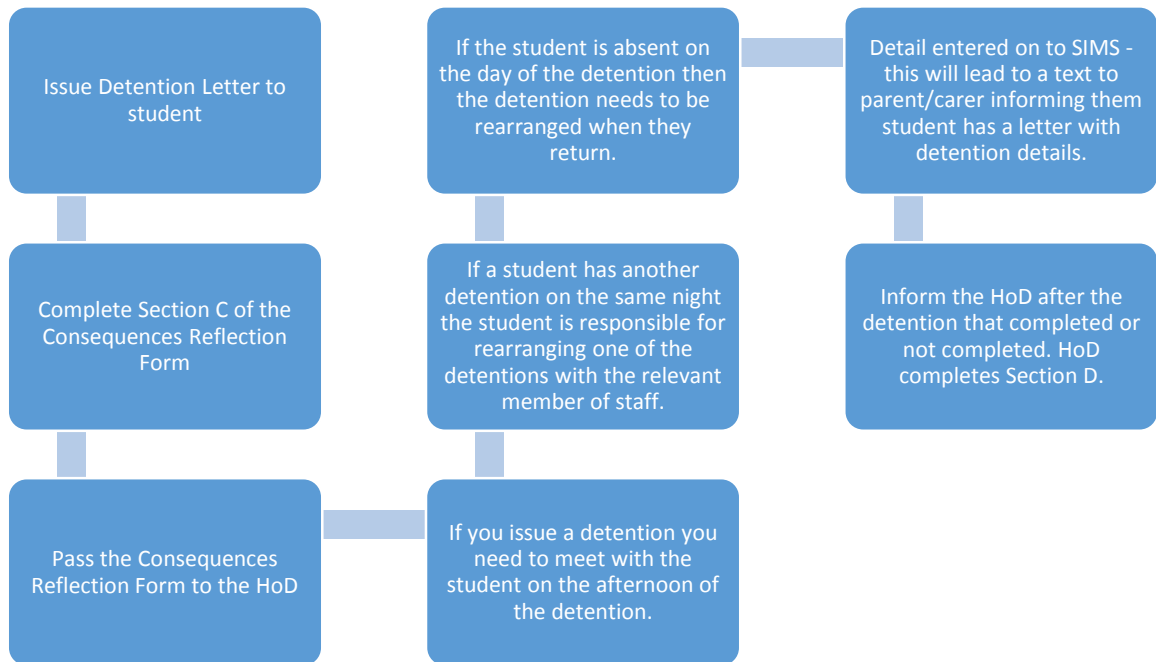 Issue Detention Letter to
student
Complete Section C of the
Consequences Reflection
Form
Pass the Consequences
Reflection Form to the HoD
If you issue a detention you
need to meet with the
student on the afternoon of
the detention.
If a student has another
detention on the same night
the student is responsible for
rearranging one of the
detentions with the relevant
member of staff.
If the student is absent on
the day of the detention then
the detention needs to be
rearranged when they
return.
Detail entered on to SIMS -
this will lead to a text to
parent/carer informing them
student has a letter with
detention details.
Inform the HoD after the
detention that completed or
not completed. HoD
completes Section D.